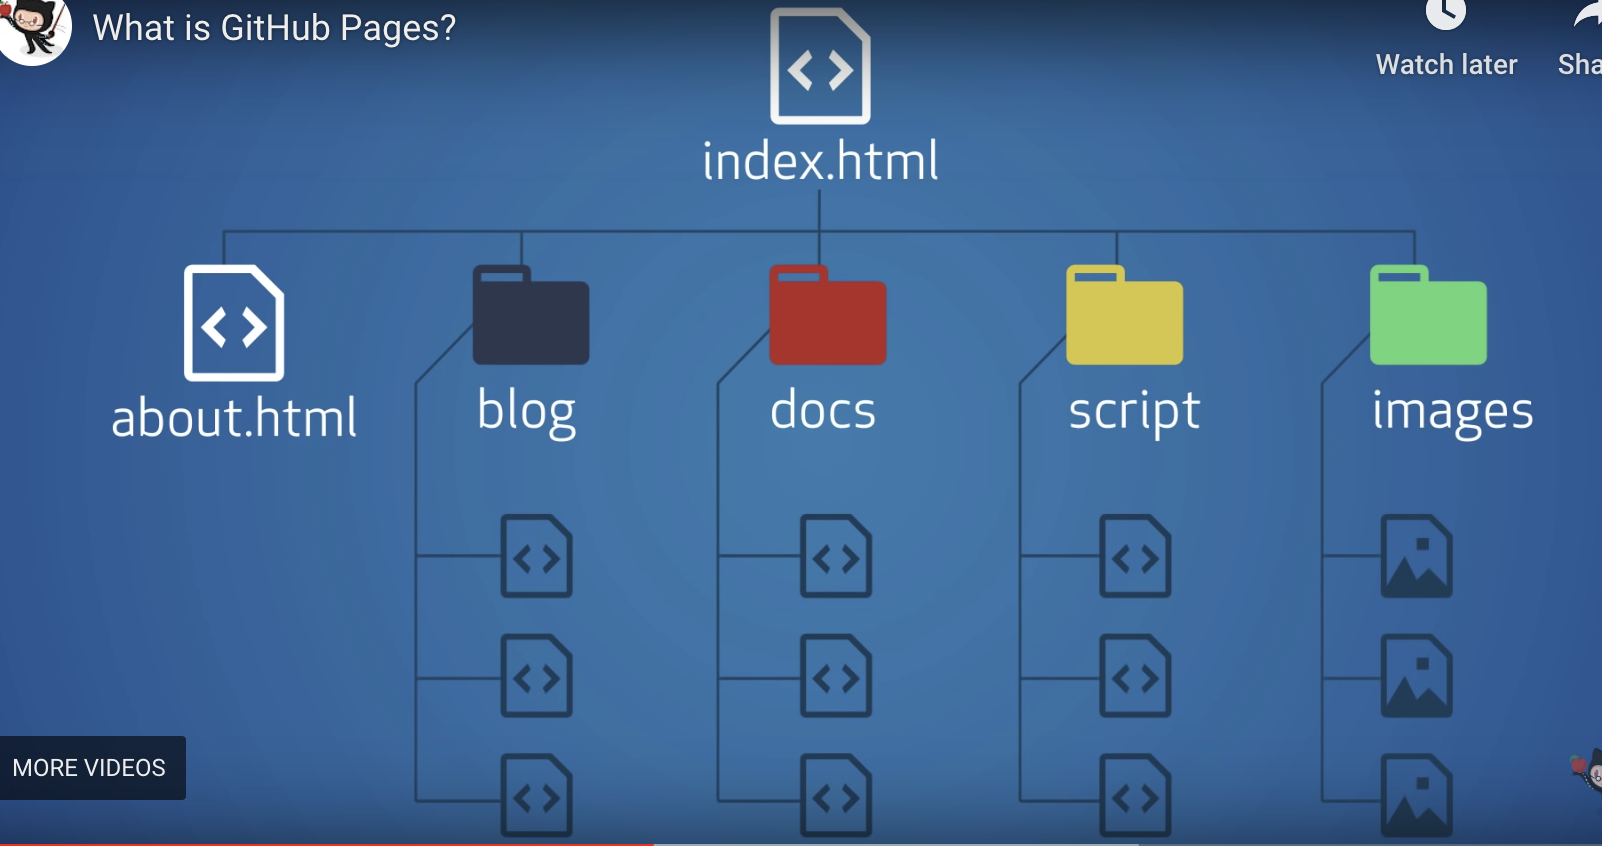 What is GitHub Pages?
Watch later
Sha
index.html
about.html
blog
docs
script
images
MORE VIDEOS